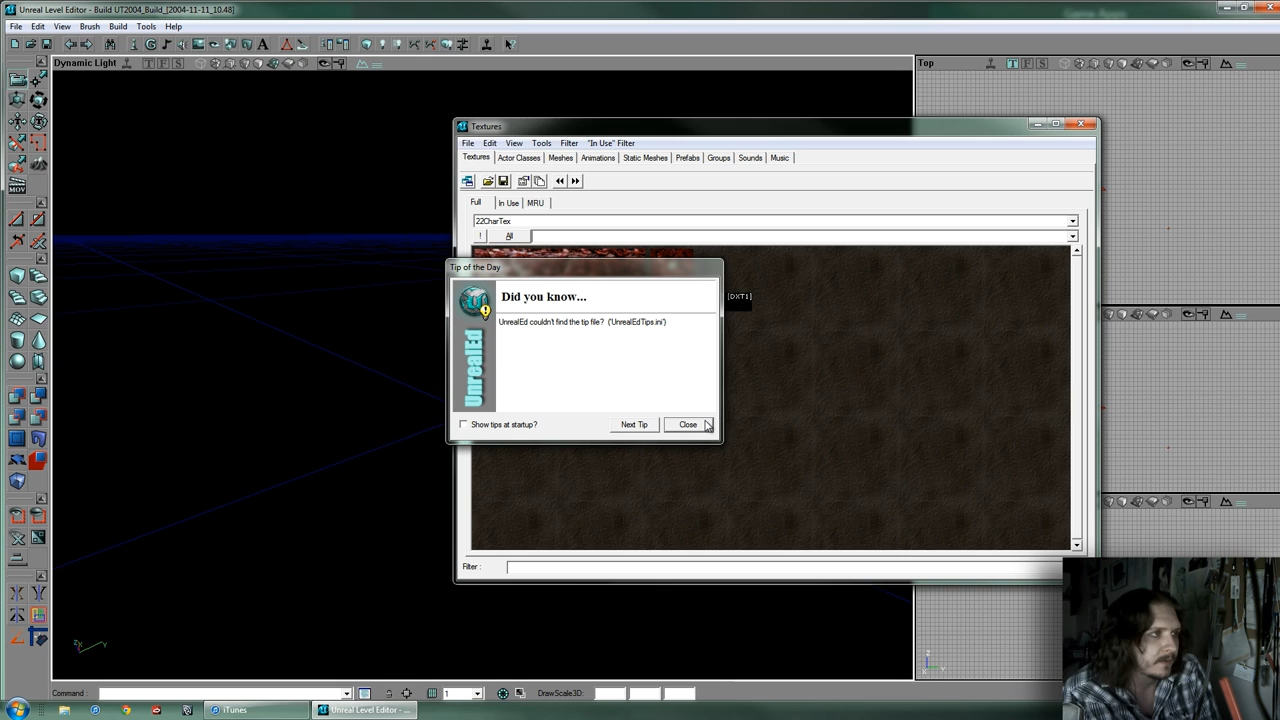 Unreal Level Editor - Build UT2004_Build_[2004-11-11_10.48]
File Edit View Brush Build Tools Help
Dynamic Light T F S
Top T F S
Textures
File Edit View Tools Filter "In Use" Filter
Textures Actor Classes Meshes Animations Static Meshes Prefabs Groups Sounds Music
Full In Use MRU
22CharTex
! All
Tip of the Day
Did you know...
[DXT1]
UnrealEd couldn't find the tip file? ('UnrealEdTips.ini')
UnrealEd
Show tips at startup? Next Tip Close
Filter :
MOV
Z X Y
Command : 1 DrawScale3D:
iTunes Unreal Level Editor - ...